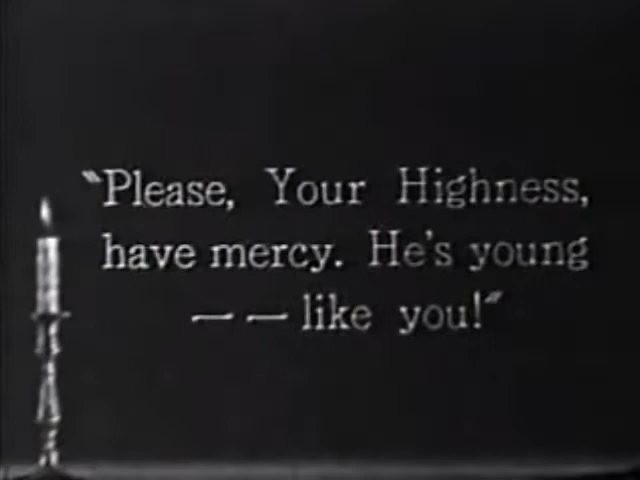 "Please, Your Highness,
have mercy. He's young
— — like you!"